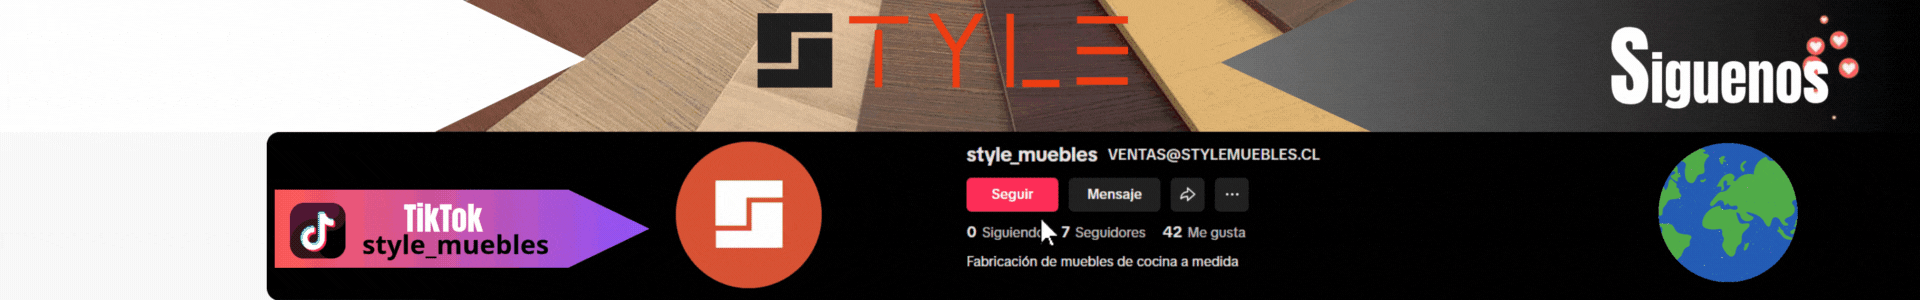 STYLE
Siguenos
TikTok
style_muebles
style_muebles VENTAS@STYLEMUEBLES.CL
Seguir Mensaje ...
0 Siguiendo 7 Seguidores 42 Me gusta
Fabricación de muebles de cocina a medida